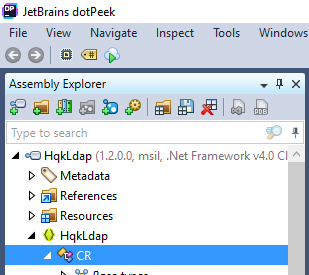 DP JetBrains dotPeek
File View Navigate Inspect Tools Windows
Assembly Explorer
Type to search
HqkLdap (1.2.0.0, msil, .Net Framework v4.0 Cl
Metadata
References
Resources
HqkLdap
CR